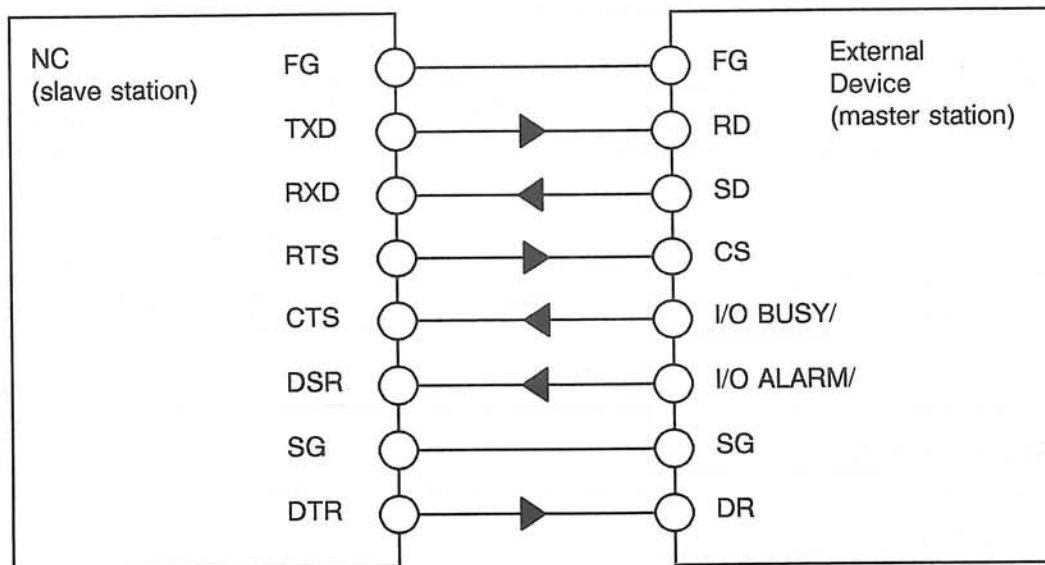 NC
(slave station)
FG
TXD
RXD
RTS
CTS
DSR
SG
DTR
FG
RD
SD
CS
I/O BUSY/
I/O ALARM/
SG
DR
External
Device
(master station)